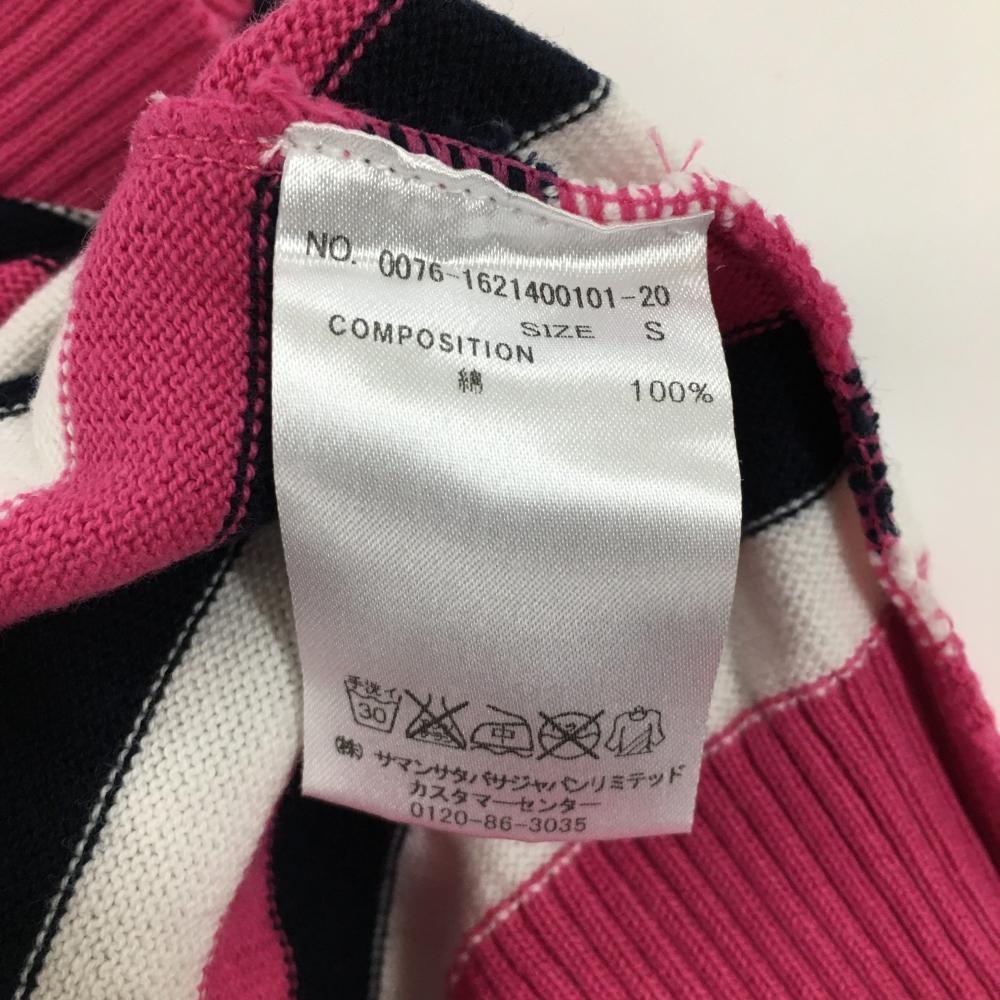 NO. 0076-1621400101-20
SIZE S
COMPOSITION
綿 100%
手洗イ
30 中
(株) サマンサタバサジャパンリミテッド
カスタマーセンター
0120-86-3035